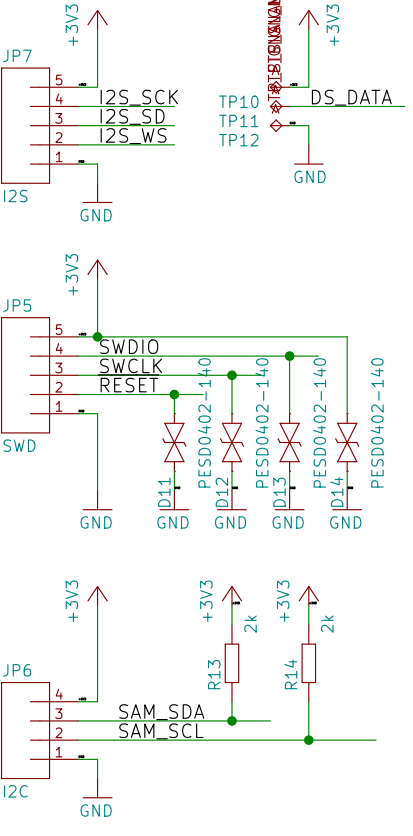 +3V3
JP7
5
4
3
2
1
I2S_SCK
I2S_SD
I2S_WS
I2S
GND
+3V3
TP10
TP11
TP12
DS_DATA
GND
+3V3
JP5
5
4
3
2
1
SWDIO
SWCLK
RESET
SWD
GND
D11
PESD0402-140
GND
D12
PESD0402-140
GND
D13
PESD0402-140
GND
D14
PESD0402-140
GND
+3V3
JP6
4
3
2
1
SAM_SDA
SAM_SCL
I2C
GND
+3V3
R13
2k
+3V3
R14
2k